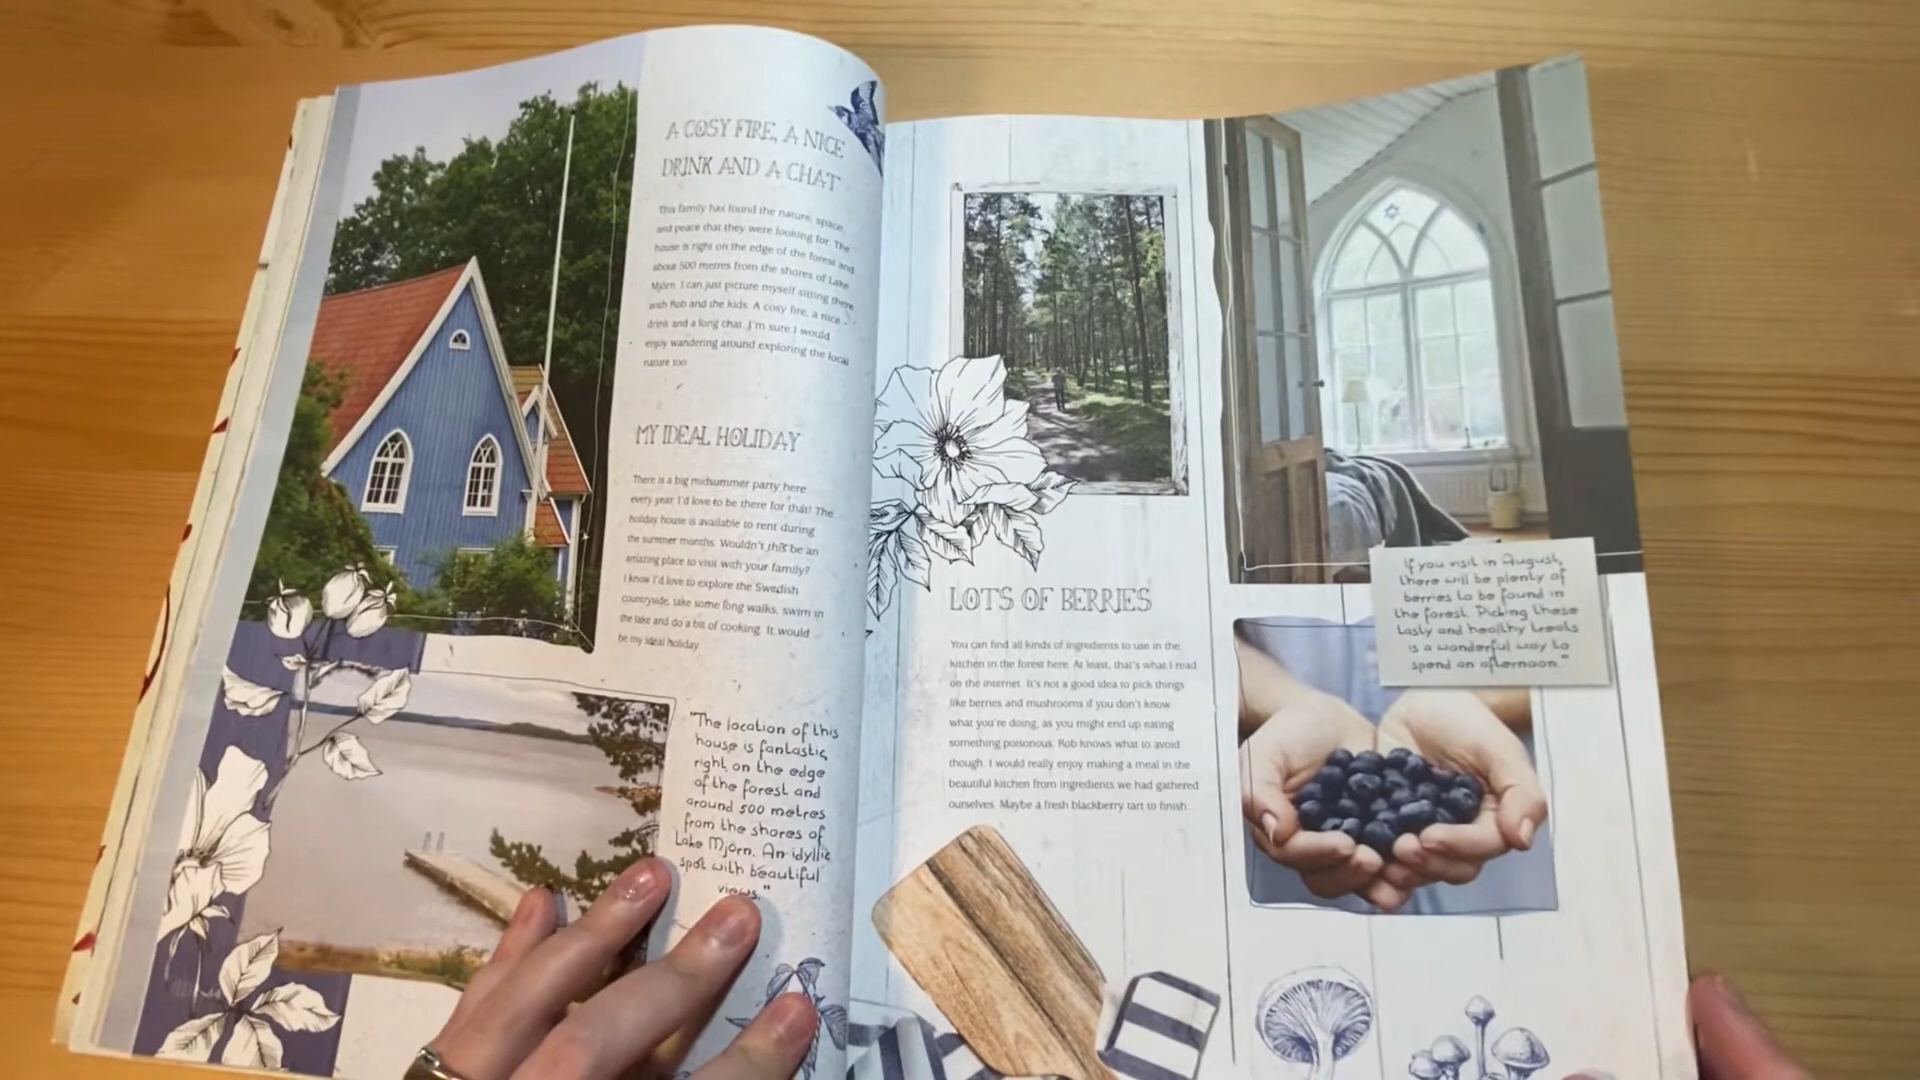 A COSY FIRE, A NICE
DRINK AND A CHAT
This family has found the nature, space
and peace that they were looking for. The
house is right on the edge of the forest and
about 500 metres from the shores of Lake
Mjörn. I can just picture myself sitting there
with Rob and the kids. A cosy fire, a nice
drink and a long chat. I'm sure I would
enjoy wandering around exploring the local
nature too.
MY IDEAL HOLIDAY
There is a big midsummer party here
every year. I'd love to be there for that! The
holiday house is available to rent during
the summer months. Wouldn't this be an
amazing place to visit with your family?
I know I'd love to explore the Swedish
countryside, take some long walks, swim in
the lake and do a bit of cooking. It would
be my ideal holiday.
"The location of this
house is fantastic,
right on the edge
of the forest and
around 500 metres
from the shores of
Lake Mjörn. An idyllic
spot with beautiful
views."
LOTS OF BERRIES
You can find all kinds of ingredients to use in the
kitchen in the forest here. At least, that's what I read
on the internet. It's not a good idea to pick things
like berries and mushrooms if you don't know
what you're doing, as you might end up eating
something poisonous. Rob knows what to avoid
though. I would really enjoy making a meal in the
beautiful kitchen from ingredients we had gathered
ourselves. Maybe a fresh blackberry tart to finish...
If you visit in August,
there will be plenty of
berries to be found in
the forest. Picking these
tasty and healthy treats
is a wonderful way to
spend an afternoon."